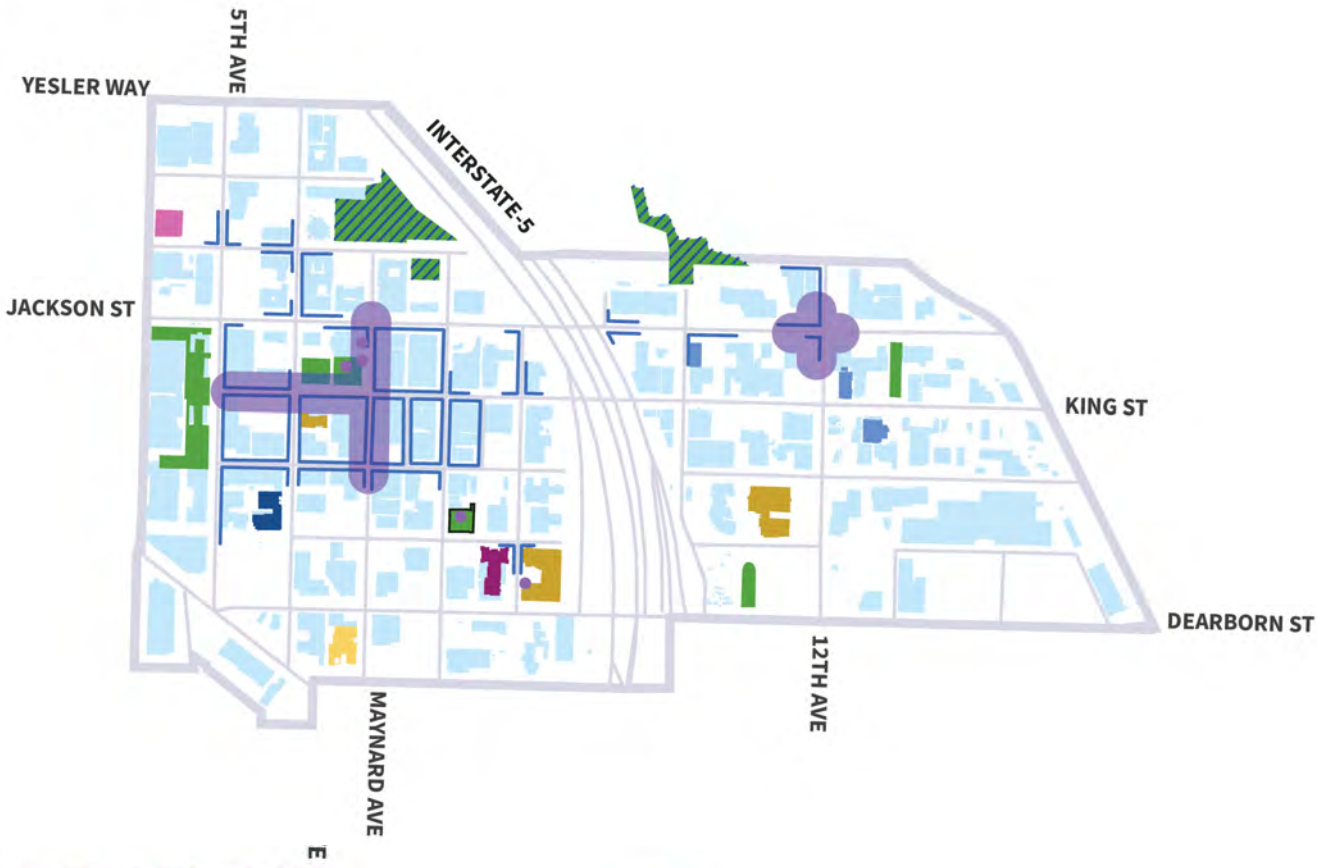 5TH AVE
YESLER WAY
INTERSTATE-5
JACKSON ST
KING ST
DEARBORN ST
12TH AVE
MAYNARD AVE
E